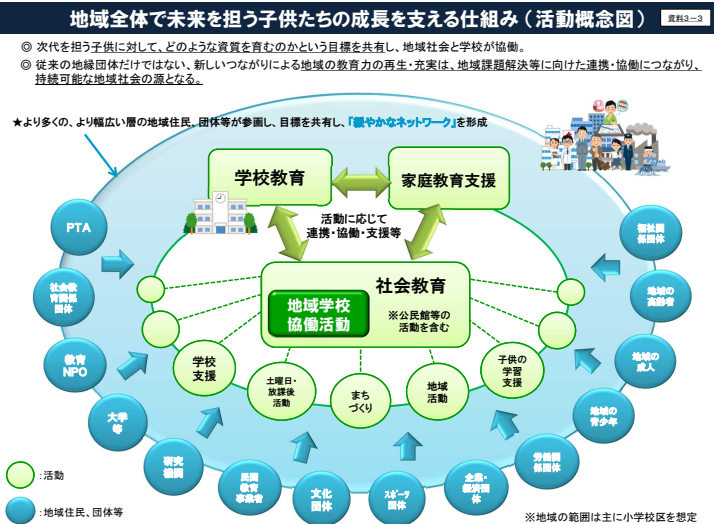 地域全体で未来を担う子供たちの成長を支える仕組み（活動概念図）
資料3－3
◎ 次代を担う子供に対して、どのような資質を育むのかという目標を共有し、地域社会と学校が協働。
◎ 従来の地縁団体だけではない、新しいつながりによる地域の教育力の再生・充実は、地域課題解決等に向けた連携・協働につながり、
持続可能な地域社会の源となる。
★より多くの、より幅広い層の地域住民、団体等が参画し、目標を共有し、「緩やかなネットワーク」を形成
学校教育
家庭教育支援
活動に応じて
連携・協働・支援等
社会教育
地域学校
協働活動
※公民館等の
活動を含む
学校
支援
土曜日・
放課後
活動
まち
づくり
地域
活動
子供の
学習
支援
PTA
社会教
育関係
団体
教育
NPO
大学
等
研究
機関
民間
教育
事業者
文化
団体
スポーツ
団体
企業・
経済団
体
労働関
係団体
地域の
青少年
地域の
成人
地域の
高齢者
福祉関
係団体
：活動
：地域住民、団体等
※地域の範囲は主に小学校区を想定